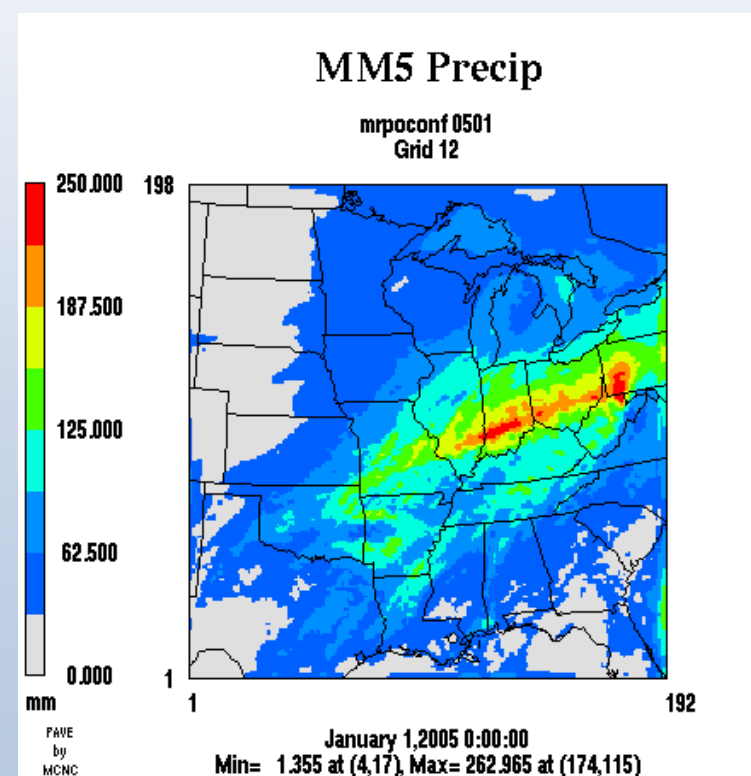 MM5 Precip
mrpoconf 0501
Grid 12
250.000
187.500
125.000
62.500
0.000
mm
198
1
1
192
PAVE
by
MCNC
January 1,2005 0:00:00
Min= 1.355 at (4,17), Max= 262.965 at (174,115)